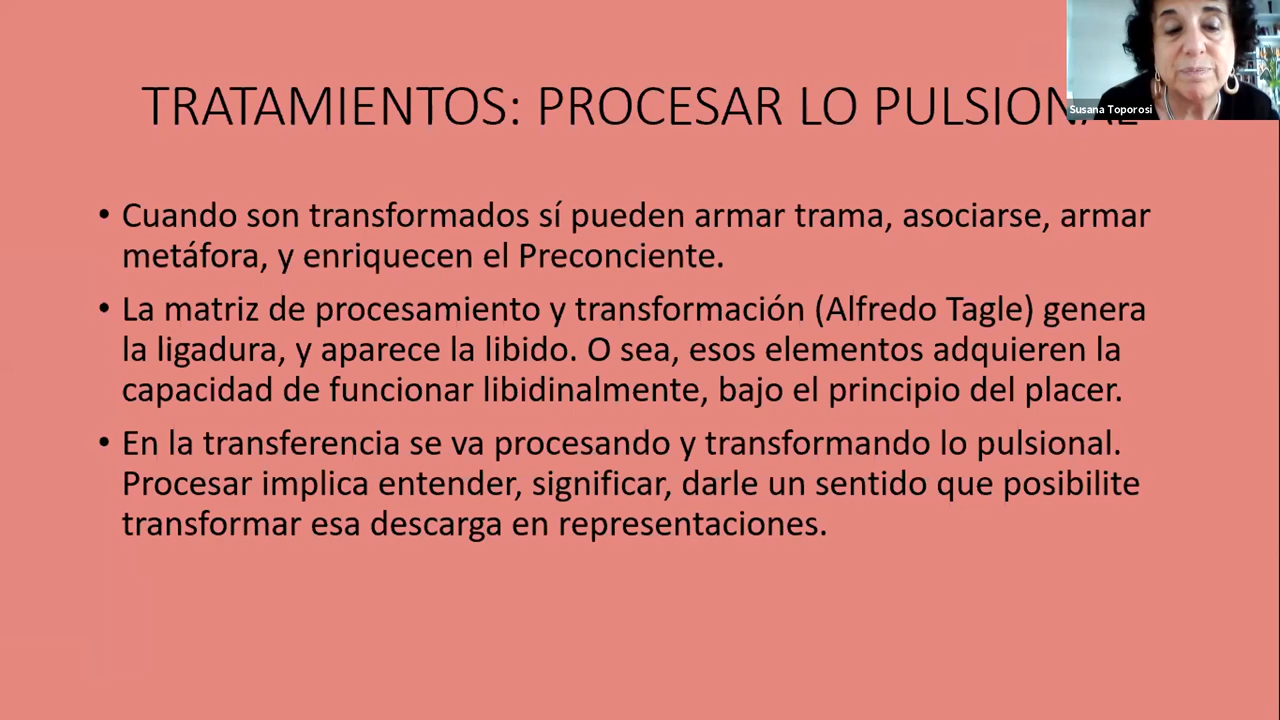 TRATAMIENTOS: PROCESAR LO PULSIONAL
Susana Toporosi
• Cuando son transformados sí pueden armar trama, asociarse, armar
metáfora, y enriquecen el Preconciente.
• La matriz de procesamiento y transformación (Alfredo Tagle) genera
la ligadura, y aparece la libido. O sea, esos elementos adquieren la
capacidad de funcionar libidinalmente, bajo el principio del placer.
• En la transferencia se va procesando y transformando lo pulsional.
Procesar implica entender, significar, darle un sentido que posibilite
transformar esa descarga en representaciones.